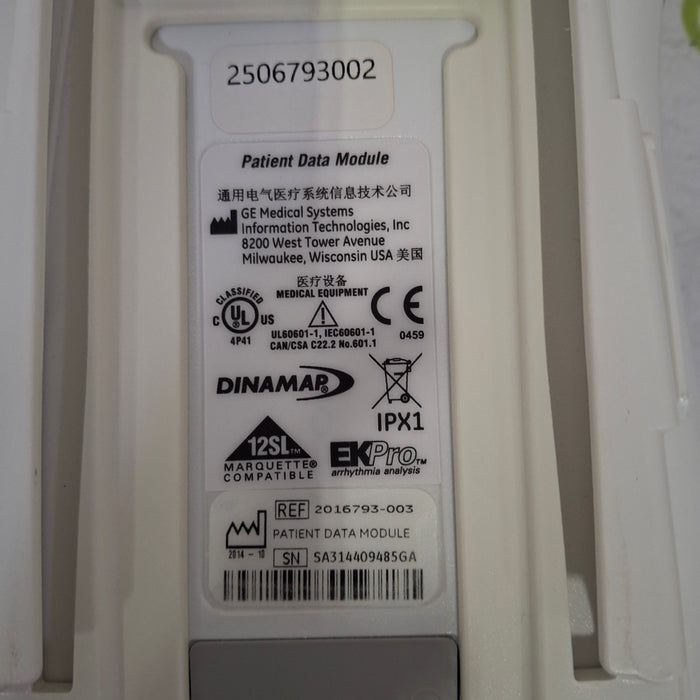 2506793002
Patient Data Module
通用电气医疗系统信息技术公司
GE Medical Systems
Information Technologies, Inc
8200 West Tower Avenue
Milwaukee, Wisconsin USA 美国
医疗设备
MEDICAL EQUIPMENT
CLASSIFIED
C UL US
4P41
UL60601-1, IEC60601-1
CAN/CSA C22.2 No.601.1
CE
0459
DINAMAP®
IPX1
12SL™
MARQUETTE®
COMPATIBLE
EKPro™
arrhythmia analysis
REF 2016793-003
PATIENT DATA MODULE
2014-10
SN SA314409485GA